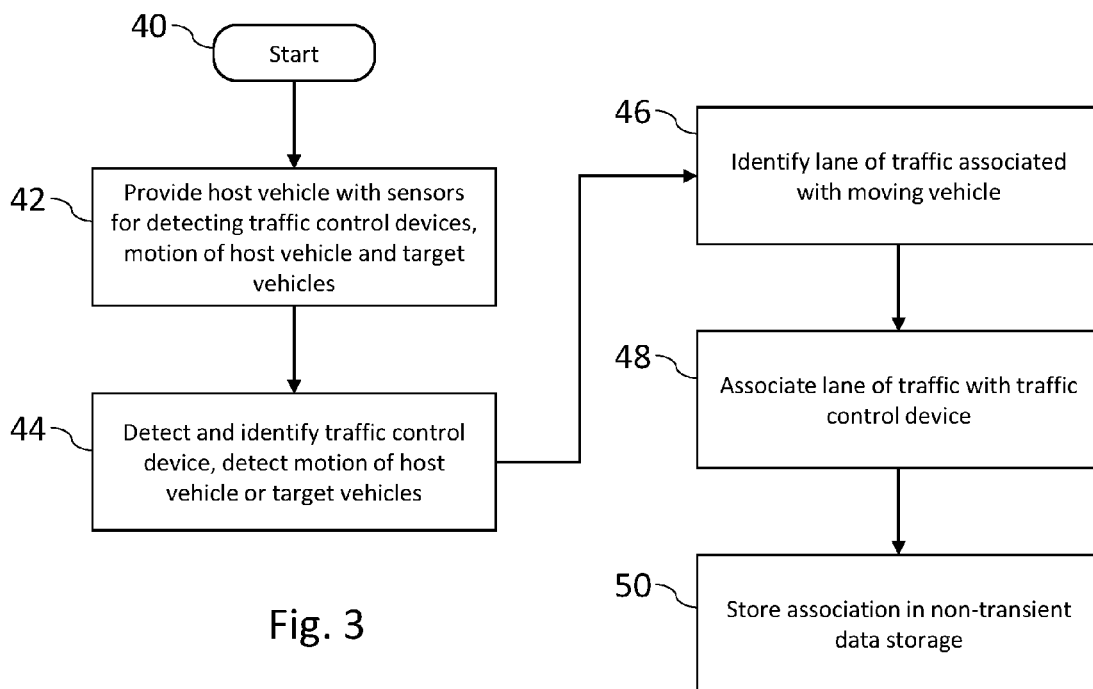 40
Start
42
Provide host vehicle with sensors
for detecting traffic control devices,
motion of host vehicle and target
vehicles
44
Detect and identify traffic control
device, detect motion of host
vehicle or target vehicles
46
Identify lane of traffic associated
with moving vehicle
48
Associate lane of traffic with traffic
control device
50
Store association in non-transient
data storage
Fig. 3